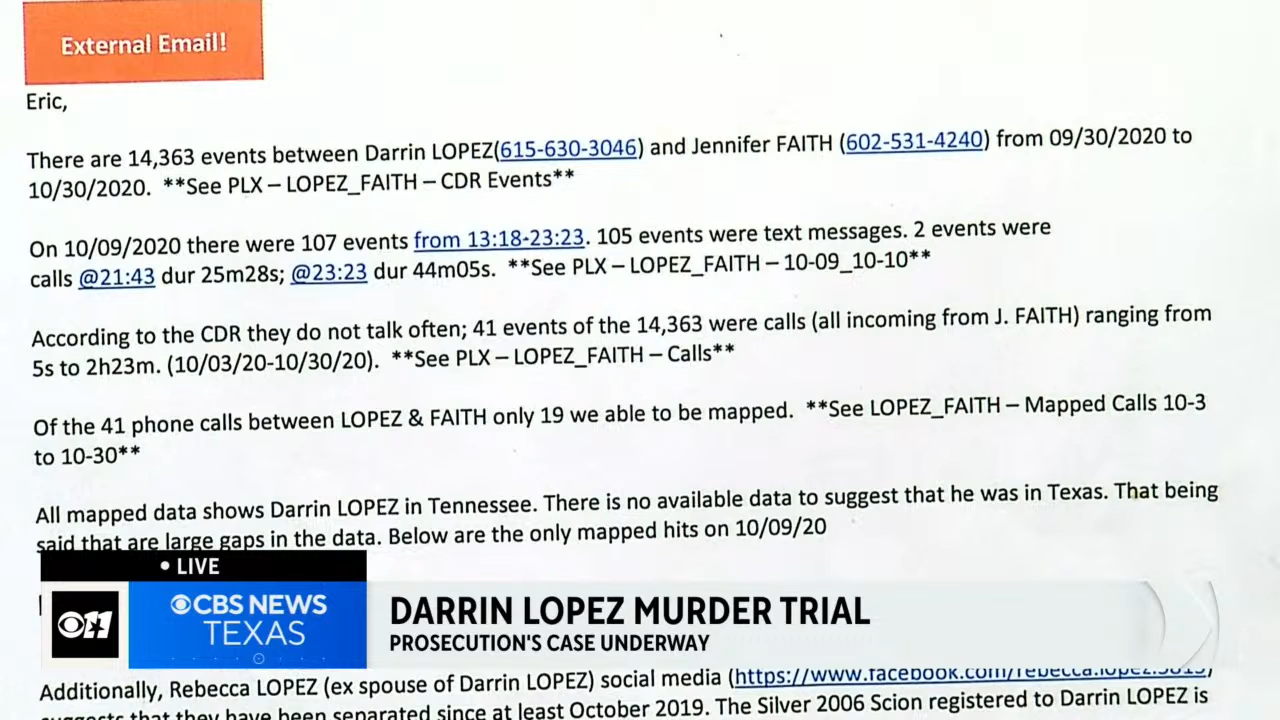 External Email!
Eric,
There are 14,363 events between Darrin LOPEZ(615-630-3046) and Jennifer FAITH (602-531-4240) from 09/30/2020 to
10/30/2020. **See PLX – LOPEZ_FAITH – CDR Events**
On 10/09/2020 there were 107 events from 13:18-23:23. 105 events were text messages. 2 events were
calls @21:43 dur 25m28s; @23:23 dur 44m05s. **See PLX – LOPEZ_FAITH – 10-09_10-10**
According to the CDR they do not talk often; 41 events of the 14,363 were calls (all incoming from J. FAITH) ranging from
5s to 2h23m. (10/03/20-10/30/20). **See PLX – LOPEZ_FAITH – Calls**
Of the 41 phone calls between LOPEZ & FAITH only 19 we able to be mapped. **See LOPEZ_FAITH – Mapped Calls 10-3
to 10-30**
All mapped data shows Darrin LOPEZ in Tennessee. There is no available data to suggest that he was in Texas. That being
said that are large gaps in the data. Below are the only mapped hits on 10/09/20
• LIVE
CBS NEWS
TEXAS
DARRIN LOPEZ MURDER TRIAL
PROSECUTION'S CASE UNDERWAY
Additionally, Rebecca LOPEZ (ex spouse of Darrin LOPEZ) social media (https://www.facebook.com/
suggests that they have been separated since at least October 2019. The Silver 2006 Scion registered to Darrin LOPEZ is